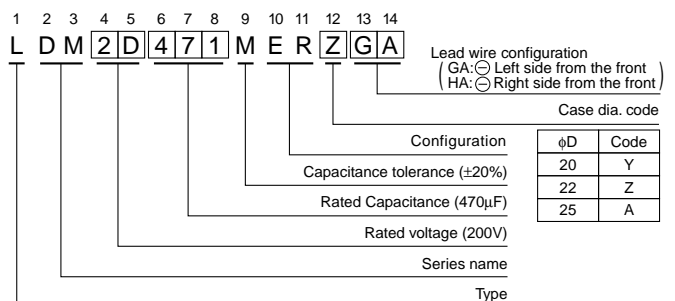 1 2 3 4 5 6 7 8 9 10 11 12 13 14
L D M 2 D 4 7 1 M E R Z G A
Lead wire configuration
(GA:⊖ Left side from the front
HA:⊖ Right side from the front)
Case dia. code
Configuration
Capacitance tolerance (±20%)
Rated Capacitance (470µF)
Rated voltage (200V)
Series name
Type
ϕD Code
20 Y
22 Z
25 A